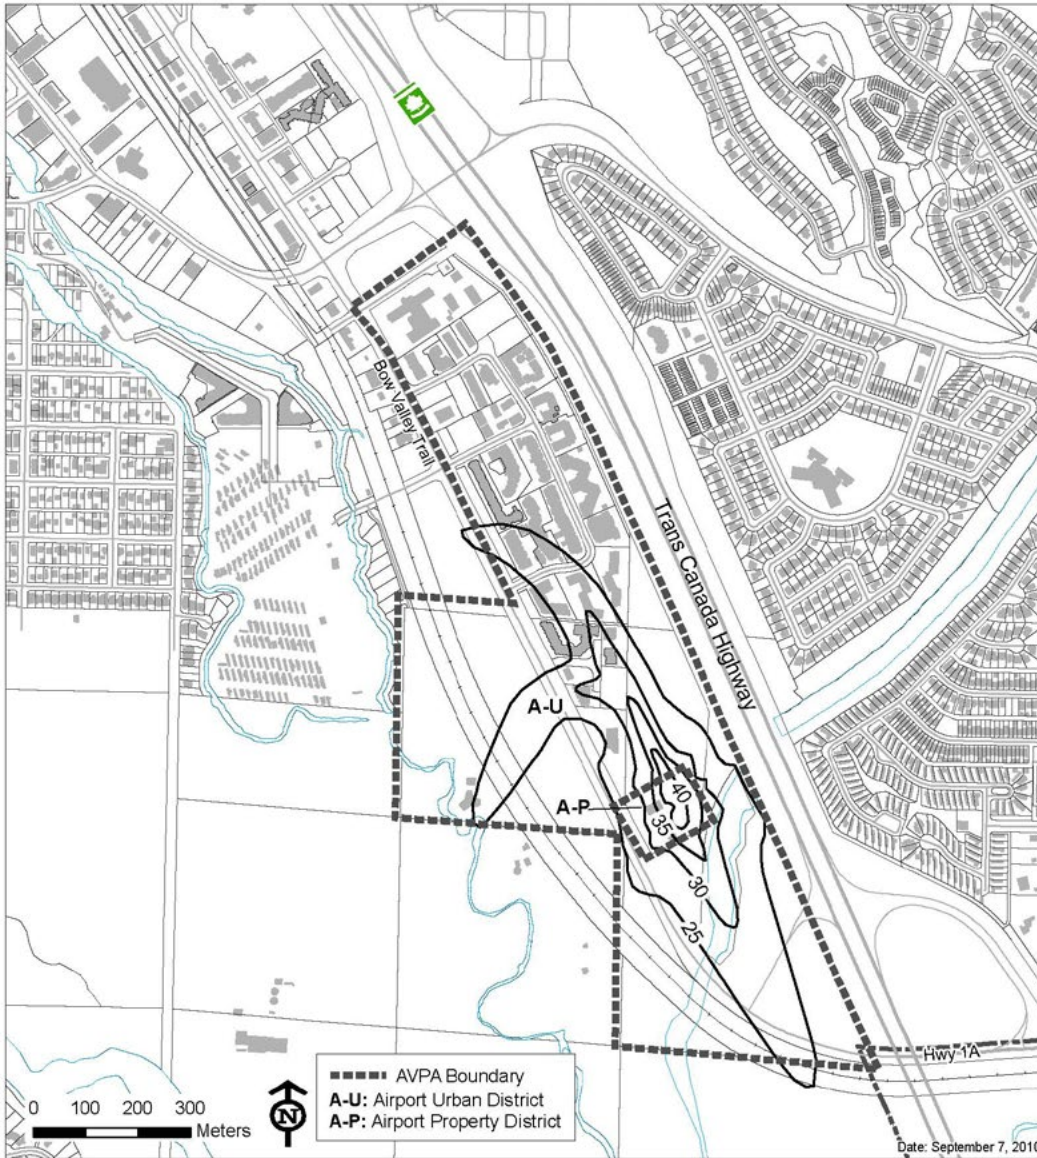 Bow Valley Trail
Trans Canada Highway
A-U
A-P
40
35
30
25
Hwy 1A
AVPA Boundary
A-U: Airport Urban District
A-P: Airport Property District
N
0 100 200 300
Meters
Date: September 7, 2010